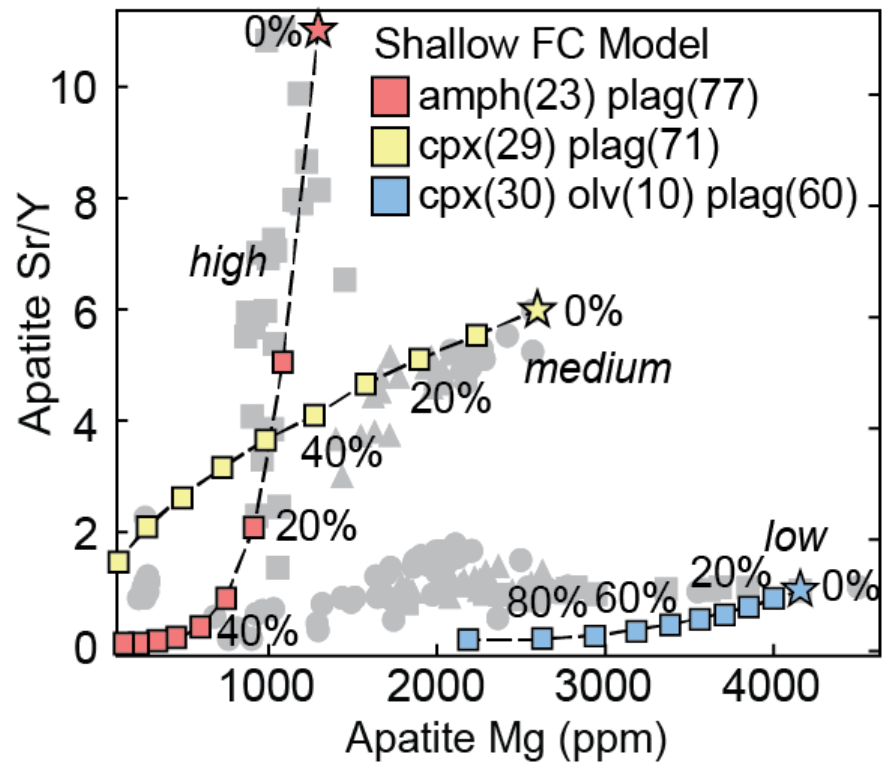 Shallow FC Model
amph(23) plag(77)
cpx(29) plag(71)
cpx(30) olv(10) plag(60)
0%
high
0%
medium
20%
40%
20%
40%
low
0%
20%
60%
80%
Apatite Sr/Y
10
8
6
4
2
0
1000
2000
3000
4000
Apatite Mg (ppm)